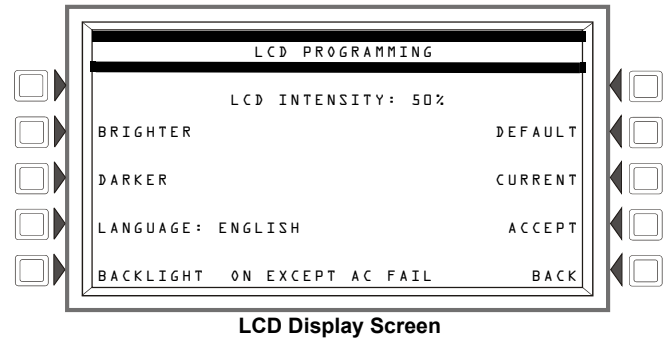 LCD PROGRAMMING
LCD INTENSITY: 50%
BRIGHTER DEFAULT
DARKER CURRENT
LANGUAGE: ENGLISH ACCEPT
BACKLIGHT ON EXCEPT AC FAIL BACK
LCD Display Screen